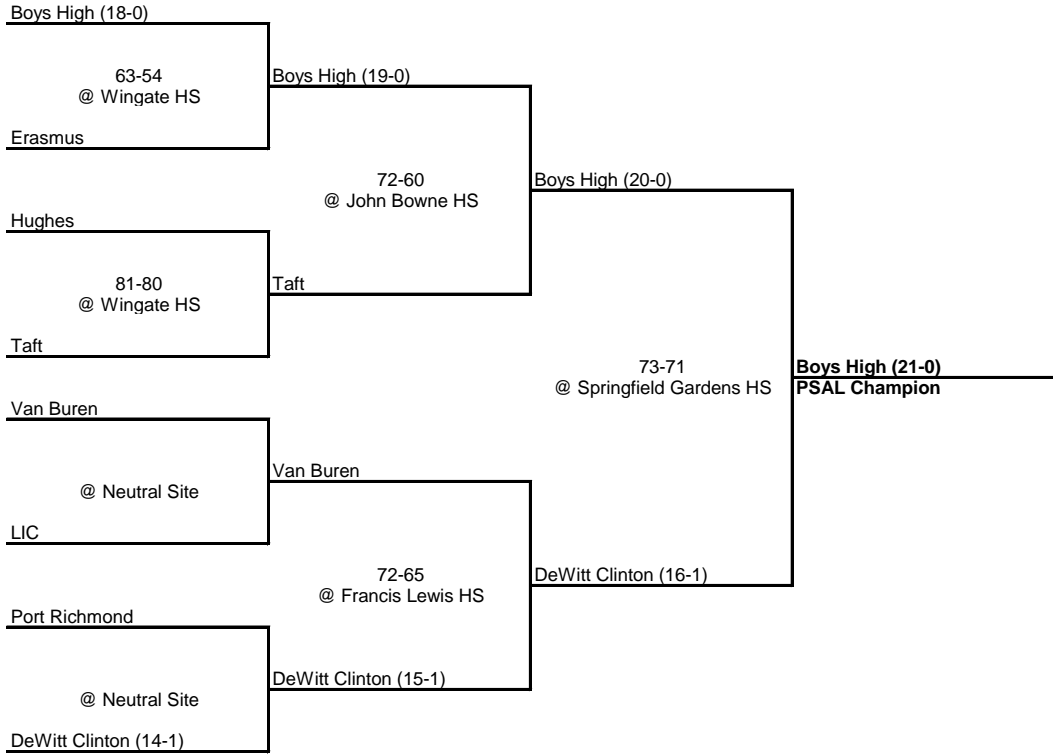 Boys High (18-0)
63-54
@ Wingate HS
Boys High (19-0)
Erasmus
72-60
@ John Bowne HS
Boys High (20-0)
Hughes
81-80
@ Wingate HS
Taft
Taft
73-71
@ Springfield Gardens HS
Boys High (21-0)
PSAL Champion
Van Buren
@ Neutral Site
Van Buren
LIC
72-65
@ Francis Lewis HS
DeWitt Clinton (16-1)
Port Richmond
@ Neutral Site
DeWitt Clinton (15-1)
DeWitt Clinton (14-1)